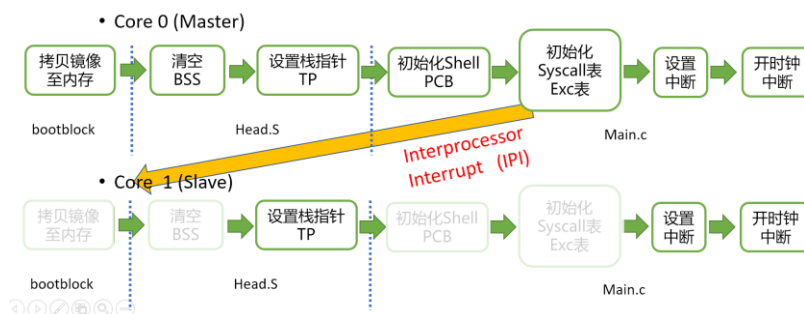 • Core 0 (Master)
拷贝镜像
至内存
清空
BSS
设置栈指针
TP
初始化Shell
PCB
初始化
Syscall表
Exc表
设置
中断
开时钟
中断
bootblock
Head.S
Main.c
Interprocessor
Interrupt (IPI)
• Core 1 (Slave)
拷贝镜像
至内存
清空
BSS
设置栈指针
TP
初始化Shell
PCB
初始化
Syscall表
Exc表
设置
中断
开时钟
中断
bootblock
Head.S
Main.c